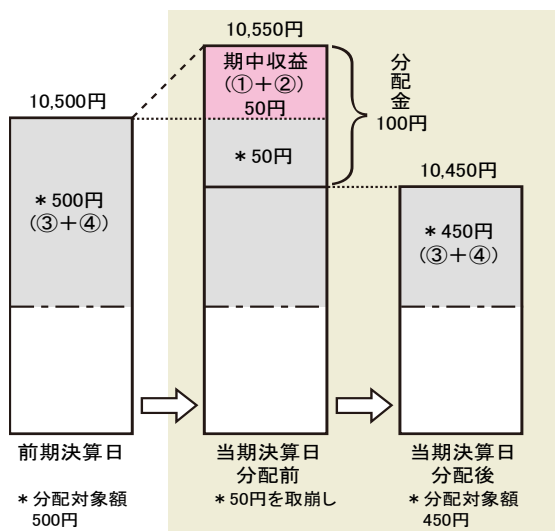 10,500円
＊500円
（③＋④）
前期決算日
＊分配対象額
500円
10,550円
期中収益
（①＋②）
50円
＊50円
分配金
100円
当期決算日
分配前
＊50円を取崩し
10,450円
＊450円
（③＋④）
当期決算日
分配後
＊分配対象額
450円